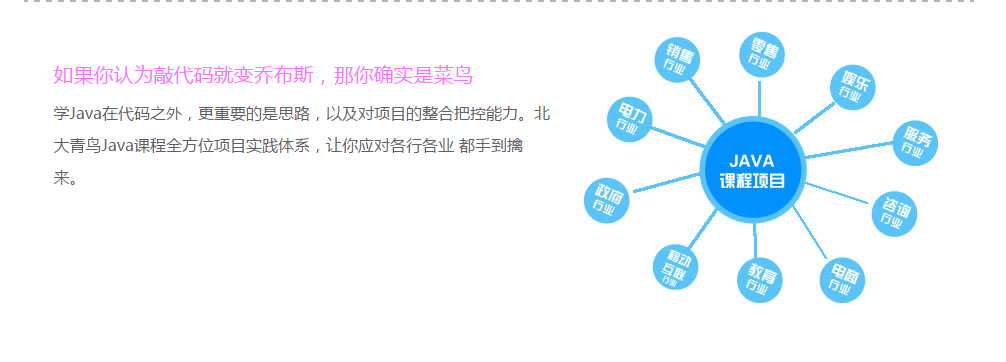 如果你认为敲代码就变乔布斯，那你确实是菜鸟
学Java在代码之外，更重要的是思路，以及对项目的整合把控能力。北
大青鸟Java课程全方位项目实践体系，让你应对各行各业 都手到擒
来。
销售
行业
零售
行业
娱乐
行业
电力
行业
服务
行业
JAVA
课程项目
政府
行业
咨询
行业
移动
互联
行业
教育
行业
电商
行业